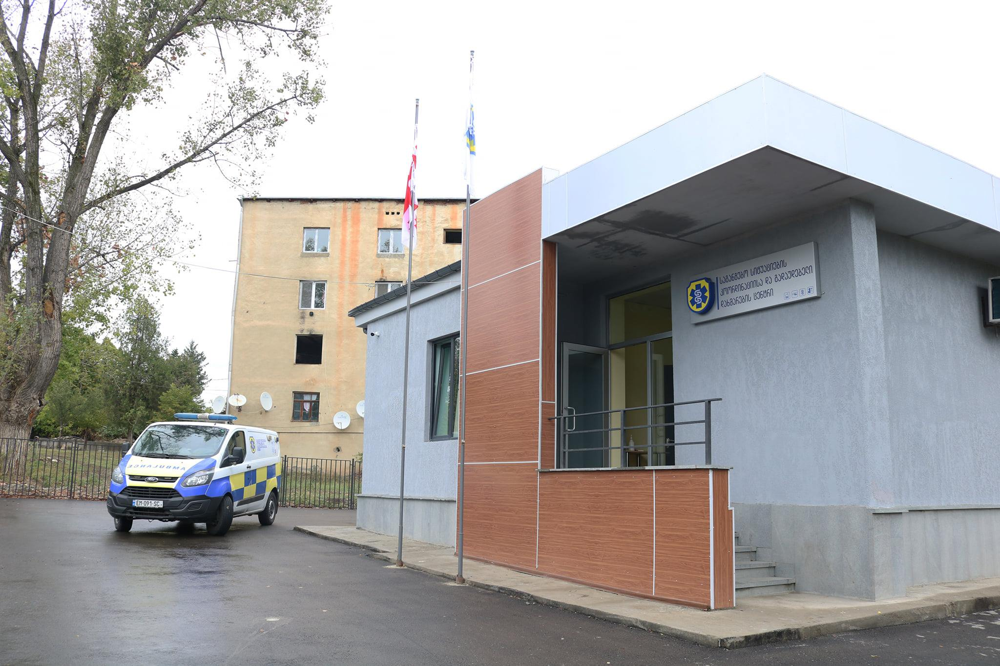 საგანგებო სიტუაციების
კოორდინაციისა და გადაუდებელი
დახმარების ცენტრი
AMBULANCE
EM-091-SC